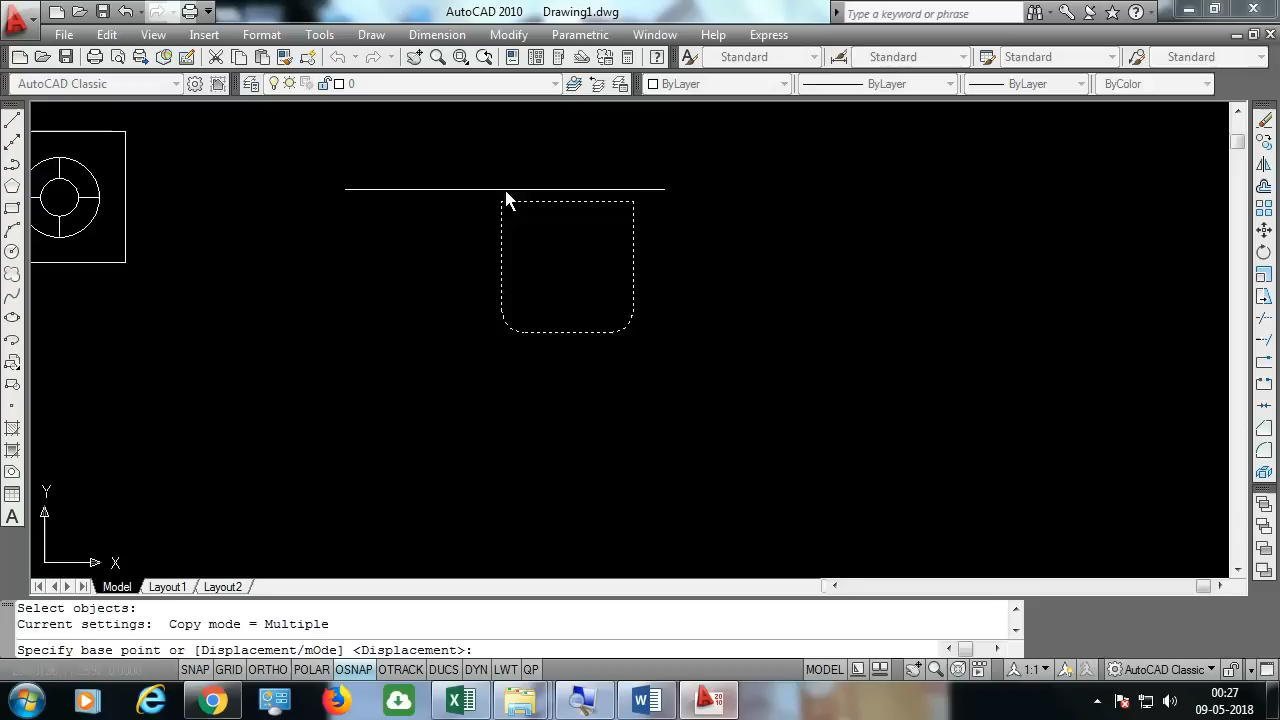 AutoCAD 2010 Drawing1.dwg
Type a keyword or phrase
File Edit View Insert Format Tools Draw Dimension Modify Parametric Window Help Express
Standard Standard Standard Standard
AutoCAD Classic 0 ByLayer ByLayer ByLayer ByColor
Y
X
A
Model Layout1 Layout2
Select objects:
Current settings: Copy mode = Multiple
Specify base point or [Displacement/mOde] <Displacement>:
SNAP GRID ORTHO POLAR OSNAP OTRACK DUCS DYN LWT QP MODEL 1:1 AutoCAD Classic
00:27
09-05-2018